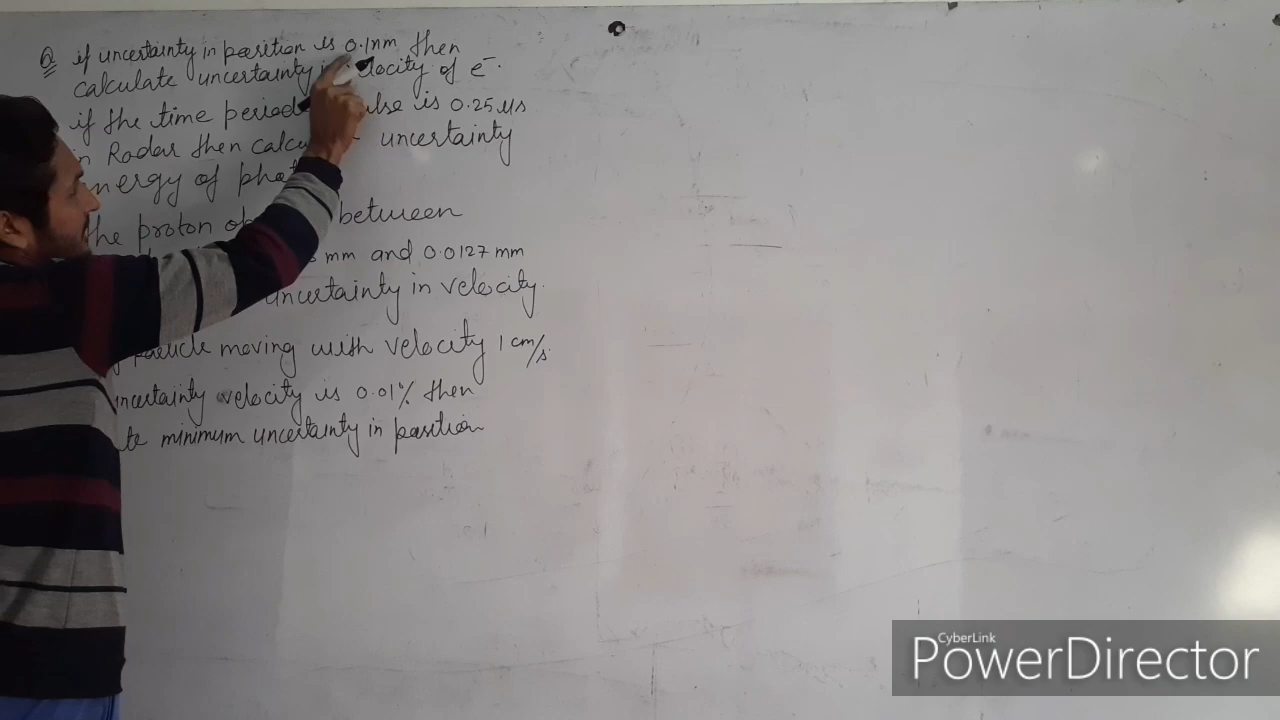 Q if uncertainty in position is 0.1nm then
calculate uncertainty in velocity of e-.
if the time period pulse is 0.25 μs
in Radar then calcu uncertainty
energy of phot
the proton between
mm and 0.0127 mm
uncertainty in velocity.
particle moving with velocity 1 cm/s
uncertainty velocity is 0.01% then
te minimum uncertainty in position
CyberLink
PowerDirector